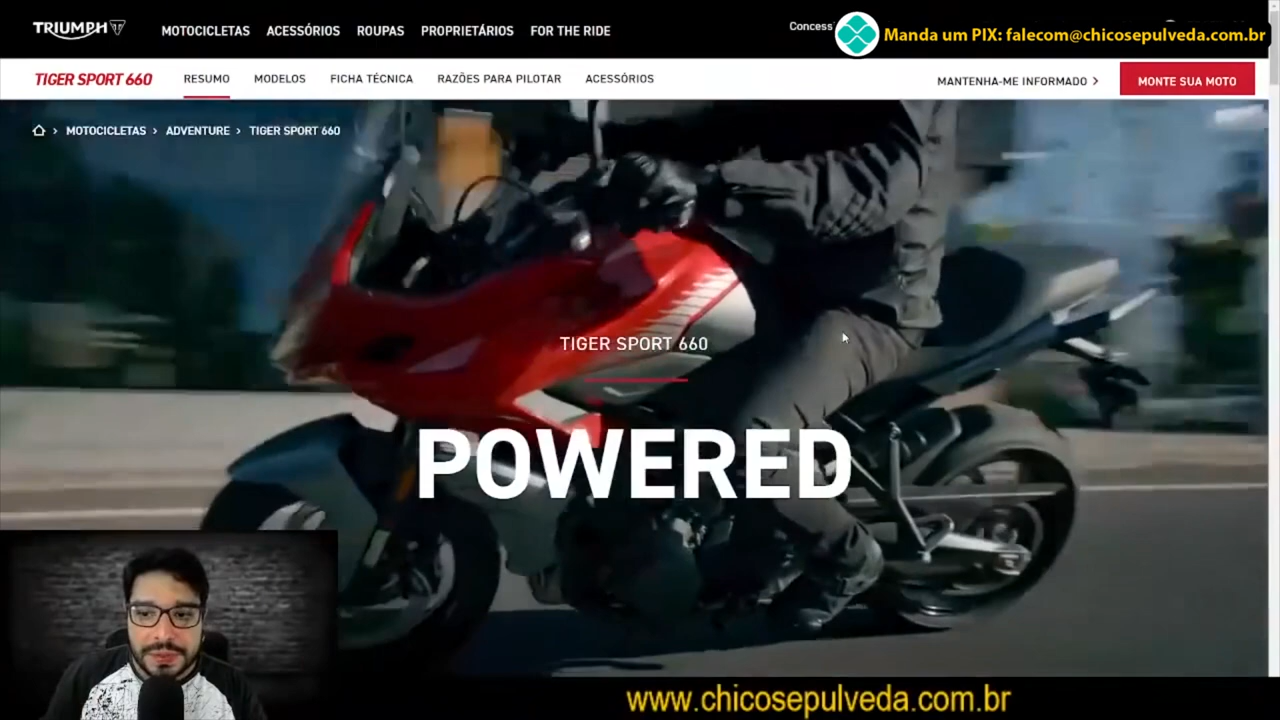 TRIUMPH
MOTOCICLETAS ACESSÓRIOS ROUPAS PROPRIETÁRIOS FOR THE RIDE
Concess
Manda um PIX: falecom@chicosepulveda.com.br
TIGER SPORT 660
RESUMO MODELOS FICHA TÉCNICA RAZÕES PARA PILOTAR ACESSÓRIOS
MANTENHA-ME INFORMADO >
MONTE SUA MOTO
> MOTOCICLETAS > ADVENTURE > TIGER SPORT 660
TIGER SPORT 660
POWERED
www.chicosepulveda.com.br